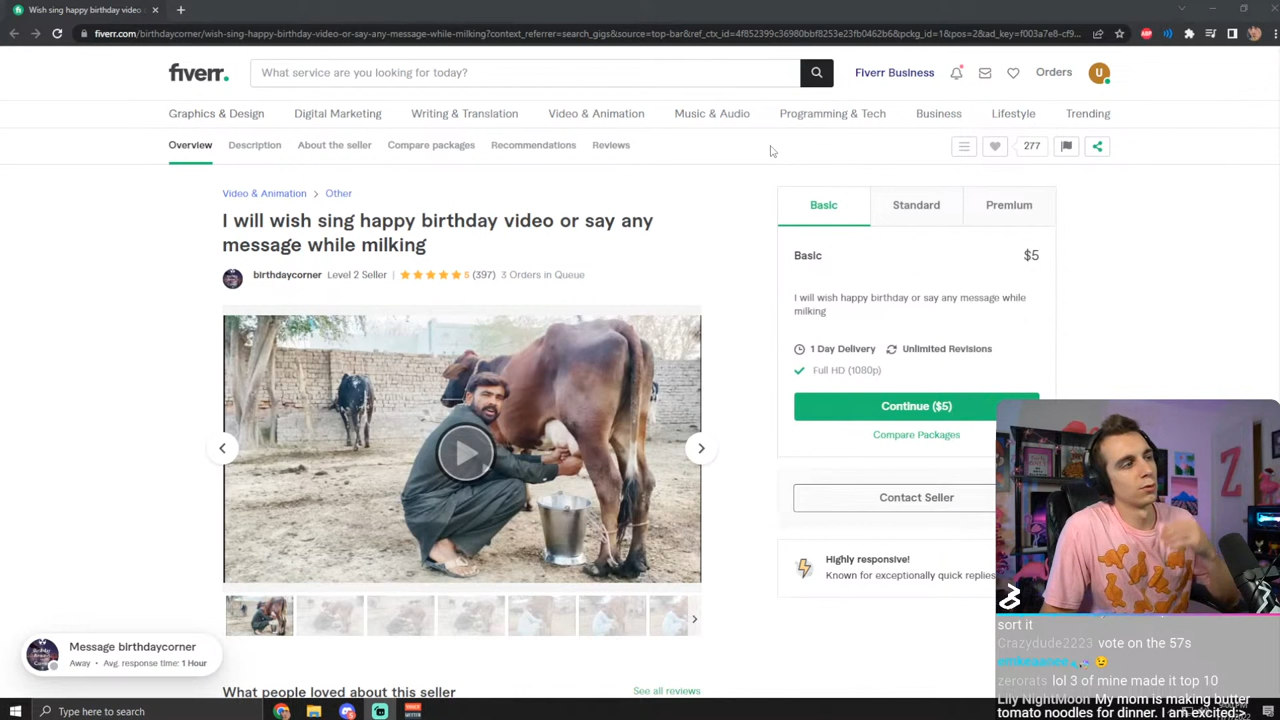 Wish sing happy birthday video
fiverr.com/birthdaycorner/wish-sing-happy-birthday-video-or-say-any-message-while-milking?context_referrer=search_gigs&source=top-bar&ref_ctx_id=4f852399c36980bbf8253e23fb0462b6&pckg_id=1&pos=2&ad_key=f003a7e8-cf9...
fiverr.
What service are you looking for today?
Fiverr Business
Orders
U
Graphics & Design
Digital Marketing
Writing & Translation
Video & Animation
Music & Audio
Programming & Tech
Business
Lifestyle
Trending
Overview
Description
About the seller
Compare packages
Recommendations
Reviews
277
Video & Animation > Other
I will wish sing happy birthday video or say any
message while milking
birthdaycorner Level 2 Seller | 5 (397) 3 Orders in Queue
Basic
Standard
Premium
Basic
$5
I will wish happy birthday or say any message while
milking
1 Day Delivery
Unlimited Revisions
Full HD (1080p)
Continue ($5)
Compare Packages
Contact Seller
Highly responsive!
Known for exceptionally quick replies
Message birthdaycorner
Away • Avg. response time: 1 Hour
What people loved about this seller
See all reviews
sort it
Crazydude2223 vote on the 57s
zerorats lol 3 of mine made it top 10
Lily NightMoon My mom is making butter
tomato noodles for dinner. I am excited
Type here to search